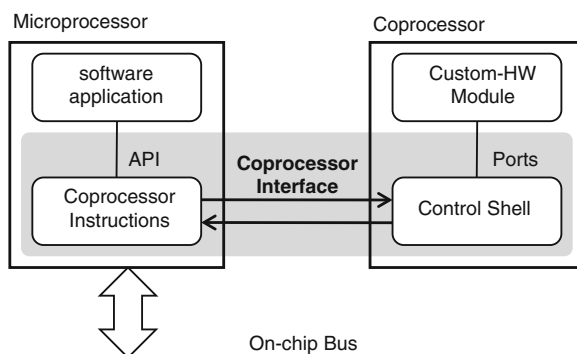 Microprocessor
Coprocessor
software
application
Custom-HW
Module
API
Coprocessor
Interface
Ports
Coprocessor
Instructions
Control Shell
On-chip Bus